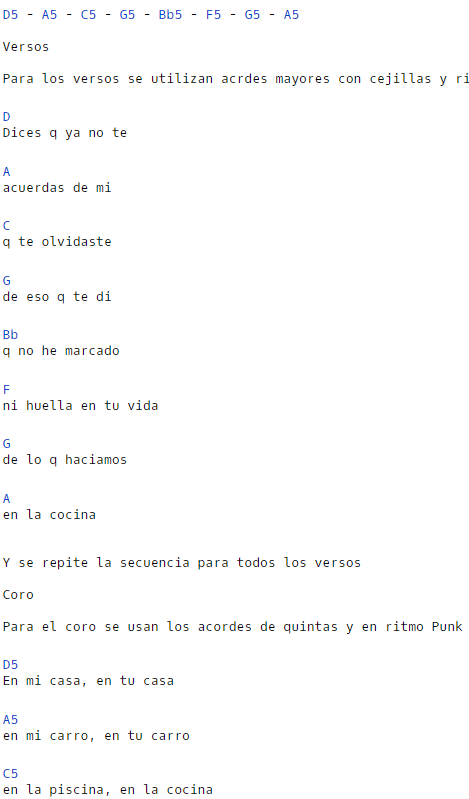 D5 - A5 - C5 - G5 - Bb5 - F5 - G5 - A5
Versos
Para los versos se utilizan acrdes mayores con cejillas y ri
D
Dices q ya no te
A
acuerdas de mi
C
q te olvidaste
G
de eso q te di
Bb
q no he marcado
F
ni huella en tu vida
G
de lo q haciamos
A
en la cocina
Y se repite la secuencia para todos los versos
Coro
Para el coro se usan los acordes de quintas y en ritmo Punk
D5
En mi casa, en tu casa
A5
en mi carro, en tu carro
C5
en la piscina, en la cocina